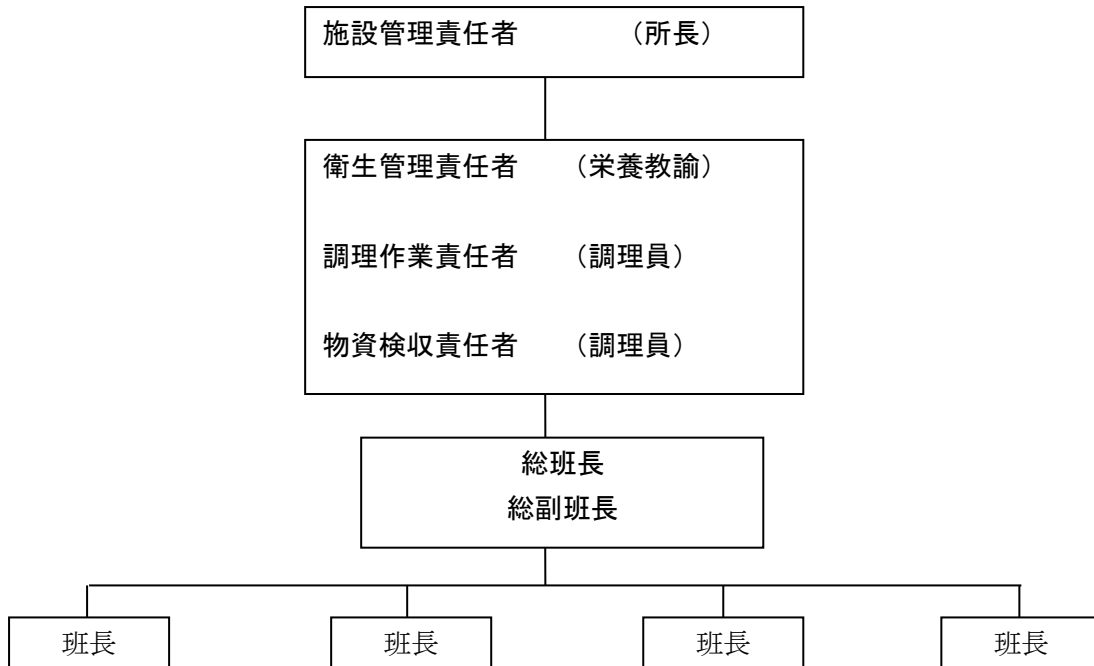 施設管理責任者　　　　（所長）
衛生管理責任者　　（栄養教諭）
調理作業責任者　　（調理員）
物資検収責任者　　（調理員）
総班長
総副班長
班長　班長　班長　班長